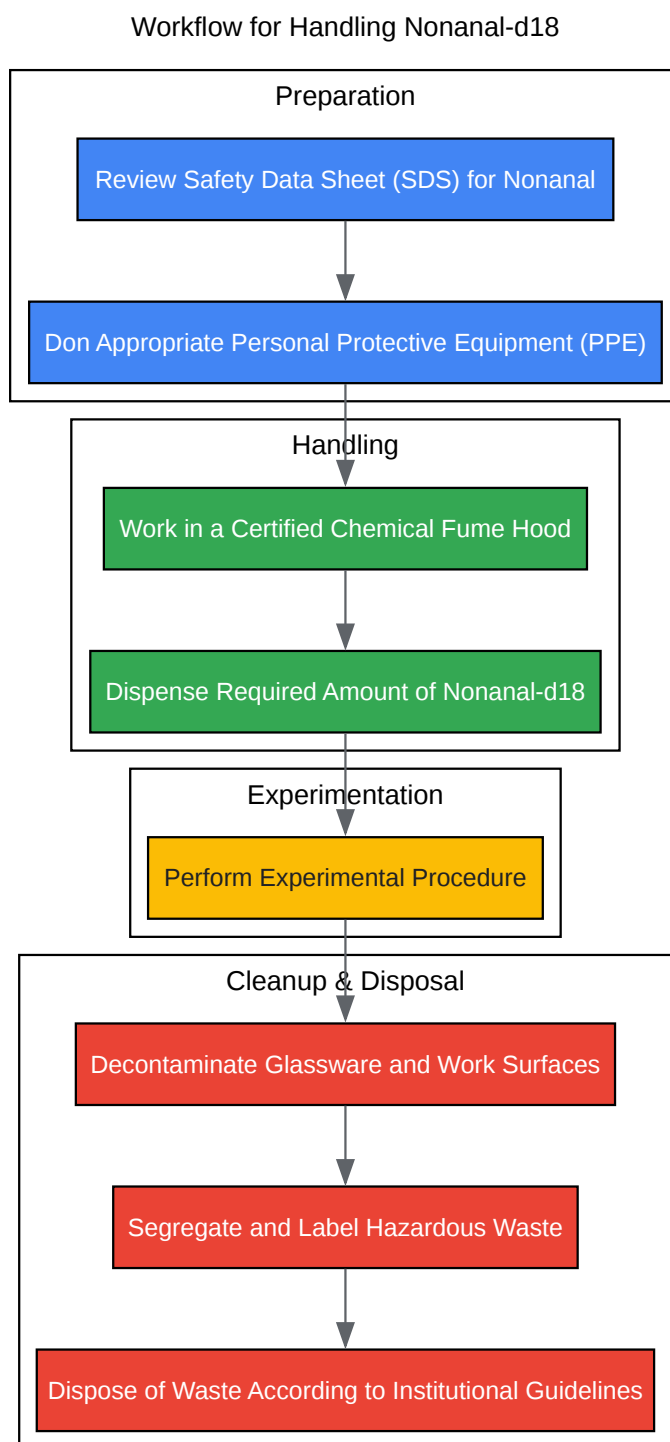 Workflow for Handling Nonanal-d18
Preparation
Review Safety Data Sheet (SDS) for Nonanal
Don Appropriate Personal Protective Equipment (PPE)
Handling
Work in a Certified Chemical Fume Hood
Dispense Required Amount of Nonanal-d18
Experimentation
Perform Experimental Procedure
Cleanup & Disposal
Decontaminate Glassware and Work Surfaces
Segregate and Label Hazardous Waste
Dispose of Waste According to Institutional Guidelines